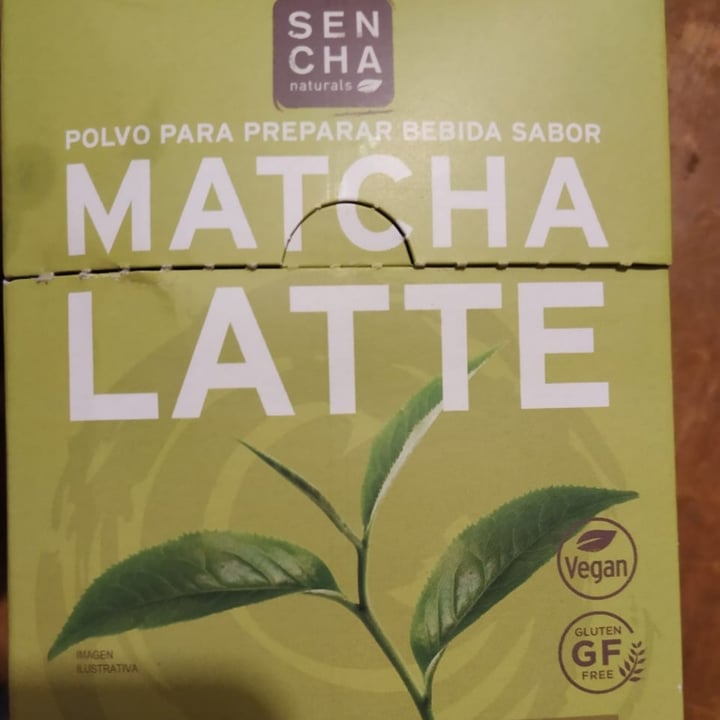 SEN
CHA
naturals
POLVO PARA PREPARAR BEBIDA SABOR
MATCHA
LATTE
Vegan
GLUTEN
GF
FREE
IMAGEN
ILUSTRATIVA